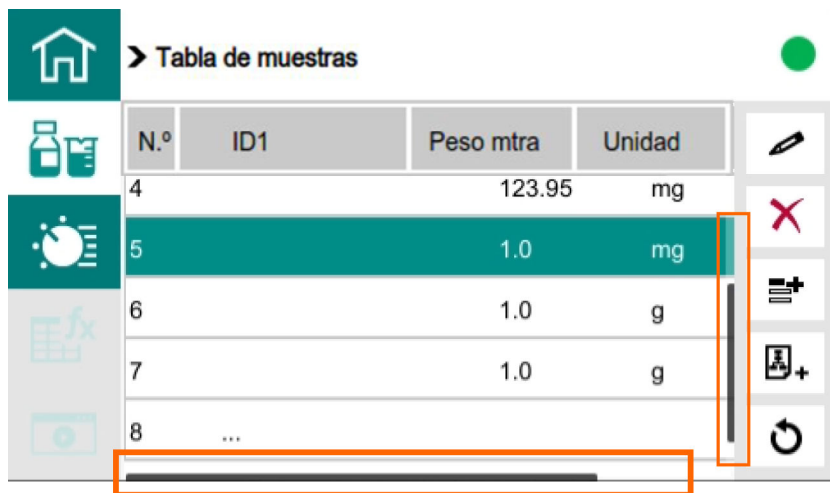 Tabla de muestras
N.º ID1 Peso mtra Unidad
4 123.95 mg
5 1.0 mg
6 1.0 g
7 1.0 g
8 ...
fx